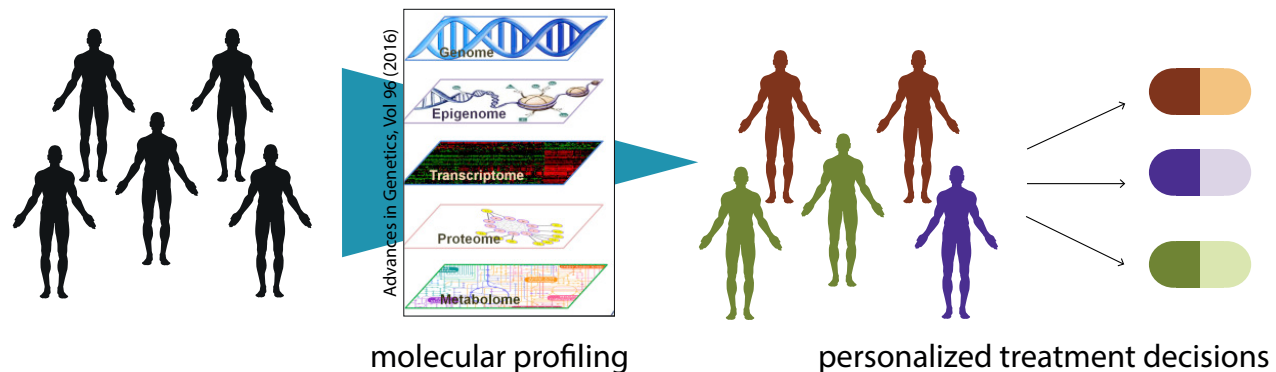 Advances in Genetics, Vol 96 (2016)
Genome
Epigenome
Transcriptome
Proteome
Metabolome
molecular profiling
personalized treatment decisions